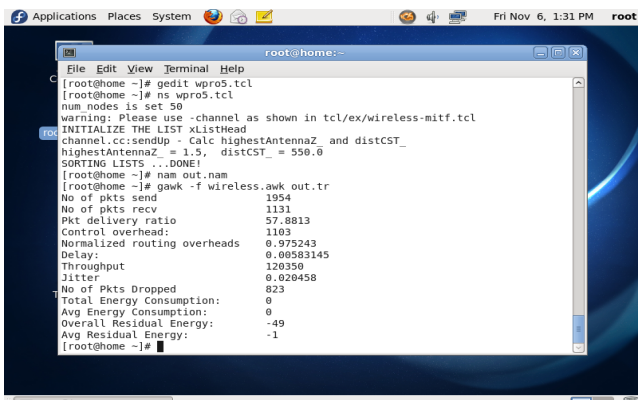 Applications Places System Fri Nov 6, 1:31 PM root
root@home:~
File Edit View Terminal Help
[root@home ~]# gedit wpro5.tcl
[root@home ~]# ns wpro5.tcl
num_nodes is set 50
warning: Please use -channel as shown in tcl/ex/wireless-mitf.tcl
INITIALIZE THE LIST xListHead
channel.cc:sendUp - Calc highestAntennaZ_ and distCST_
highestAntennaZ_ = 1.5, distCST_ = 550.0
SORTING LISTS ...DONE!
[root@home ~]# nam out.nam
[root@home ~]# gawk -f wireless.awk out.tr
No of pkts send 1954
No of pkts recv 1131
Pkt delivery ratio 57.8813
Control overhead: 1103
Normalized routing overheads 0.975243
Delay: 0.00583145
Throughput 120350
Jitter 0.020458
No of Pkts Dropped 823
Total Energy Consumption: 0
Avg Energy Consumption: 0
Overall Residual Energy: -49
Avg Residual Energy: -1
[root@home ~]#